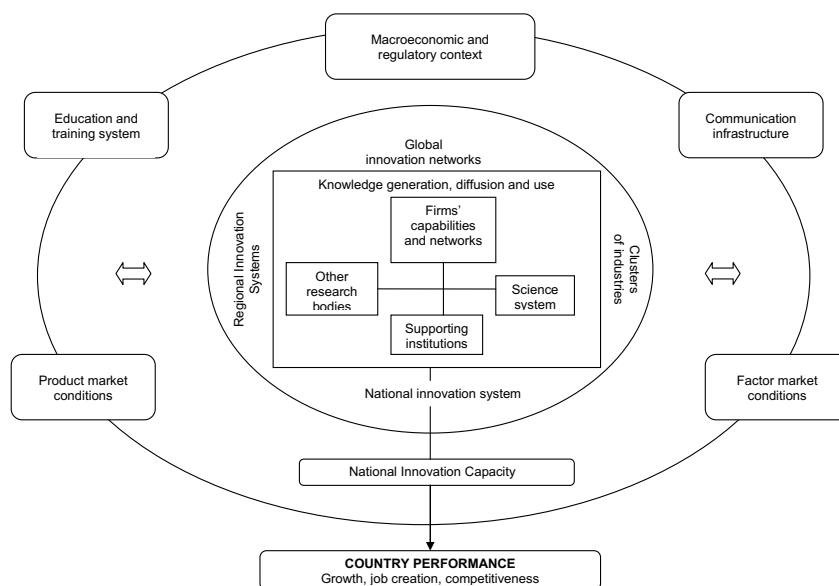 Macroeconomic and
regulatory context
Education and
training system
Communication
infrastructure
Global
innovation networks
Knowledge generation, diffusion and use
Firms'
capabilities
and networks
Regional Innovation
Systems
Clusters
of industries
Other
research
bodies
Science
system
Supporting
institutions
Product market
conditions
National innovation system
Factor market
conditions
National Innovation Capacity
COUNTRY PERFORMANCE
Growth, job creation, competitiveness